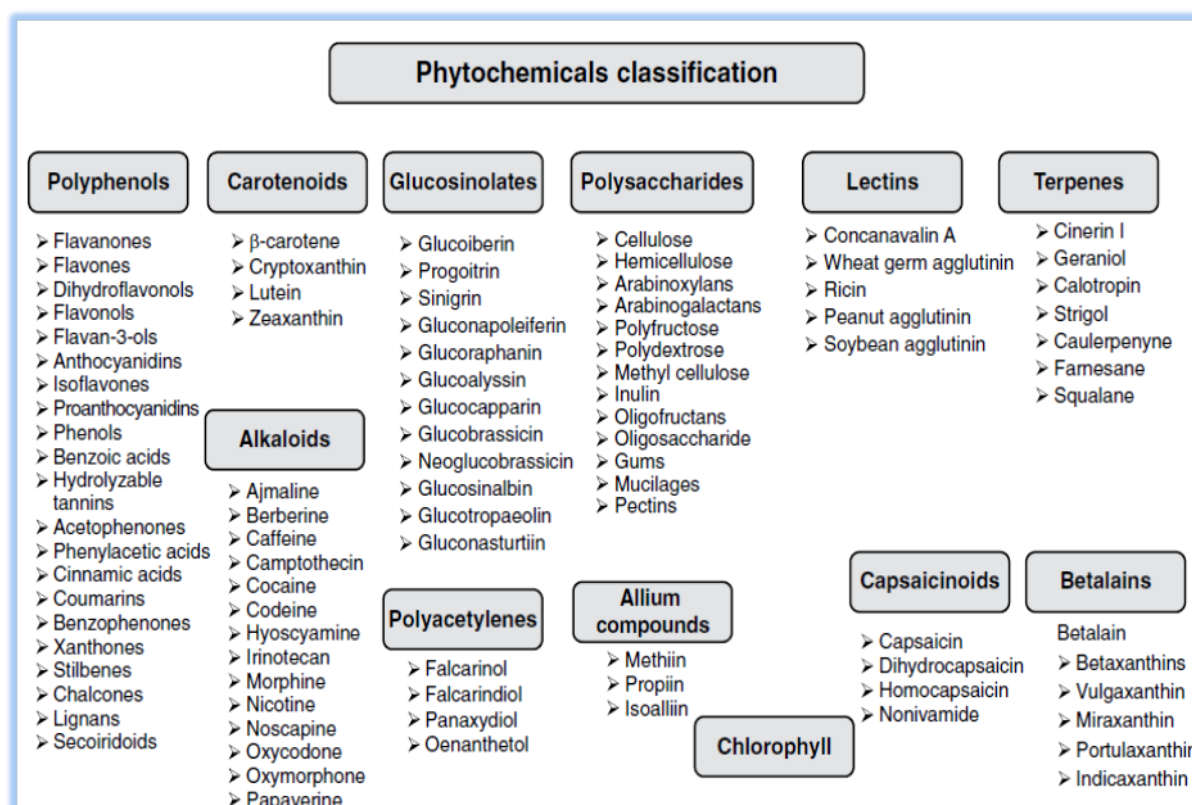 Phytochemicals classification
Polyphenols
➢ Flavanones
➢ Flavones
➢ Dihydroflavonols
➢ Flavonols
➢ Flavan-3-ols
➢ Anthocyanidins
➢ Isoflavones
➢ Proanthocyanidins
➢ Phenols
➢ Benzoic acids
➢ Hydrolyzable
tannins
➢ Acetophenones
➢ Phenylacetic acids
➢ Cinnamic acids
➢ Coumarins
➢ Benzophenones
➢ Xanthones
➢ Stilbenes
➢ Chalcones
➢ Lignans
➢ Secoiridoids
Carotenoids
➢ β-carotene
➢ Cryptoxanthin
➢ Lutein
➢ Zeaxanthin
Alkaloids
➢ Ajmaline
➢ Berberine
➢ Caffeine
➢ Camptothecin
➢ Cocaine
➢ Codeine
➢ Hyoscyamine
➢ Irinotecan
➢ Morphine
➢ Nicotine
➢ Noscapine
➢ Oxycodone
➢ Oxymorphone
➢ Papaverine
Glucosinolates
➢ Glucoiberin
➢ Progoitrin
➢ Sinigrin
➢ Gluconapoleiferin
➢ Glucoraphanin
➢ Glucoalyssin
➢ Glucocapparin
➢ Glucobrassicin
➢ Neoglucobrassicin
➢ Glucosinalbin
➢ Glucotropaeolin
➢ Gluconasturtiin
Polyacetylenes
➢ Falcarinol
➢ Falcarindiol
➢ Panaxydiol
➢ Oenanthetol
Polysaccharides
➢ Cellulose
➢ Hemicellulose
➢ Arabinoxylans
➢ Arabinogalactans
➢ Polyfructose
➢ Polydextrose
➢ Methyl cellulose
➢ Inulin
➢ Oligofructans
➢ Oligosaccharide
➢ Gums
➢ Mucilages
➢ Pectins
Allium
compounds
➢ Methiin
➢ Propiin
➢ Isoalliin
Chlorophyll
Lectins
➢ Concanavalin A
➢ Wheat germ agglutinin
➢ Ricin
➢ Peanut agglutinin
➢ Soybean agglutinin
Capsaicinoids
➢ Capsaicin
➢ Dihydrocapsaicin
➢ Homocapsaicin
➢ Nonivamide
Terpenes
➢ Cinerin I
➢ Geraniol
➢ Calotropin
➢ Strigol
➢ Caulerpenyne
➢ Farnesane
➢ Squalane
Betalains
Betalain
➢ Betaxanthins
➢ Vulgaxanthin
➢ Miraxanthin
➢ Portulaxanthin
➢ Indicaxanthin